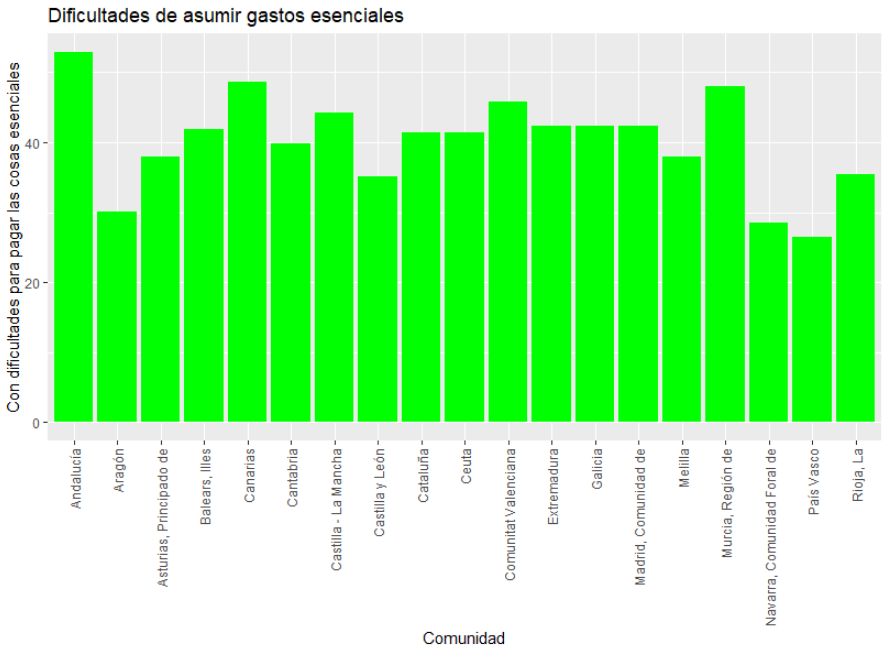 Dificultades de asumir gastos esenciales
Con dificultades para pagar las cosas esenciales
40
20
0
Andalucía
Aragón
Asturias, Principado de
Balears, Illes
Canarias
Cantabria
Castilla - La Mancha
Castilla y León
Cataluña
Ceuta
Comunitat Valenciana
Extremadura
Galicia
Madrid, Comunidad de
Melilla
Murcia, Región de
Navarra, Comunidad Foral de
País Vasco
Rioja, La
Comunidad